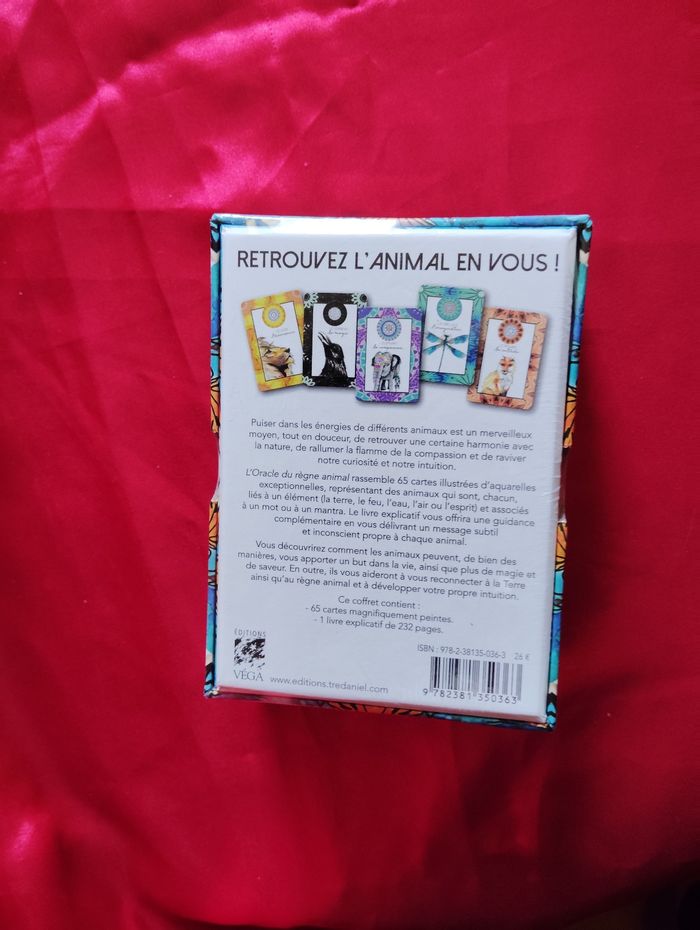 RETROUVEZ L'ANIMAL EN VOUS !
Puiser dans les énergies de différents animaux est un merveilleux
moyen, tout en douceur, de retrouver une certaine harmonie avec
la nature, de rallumer la flamme de la compassion et de raviver
notre curiosité et notre intuition.
L'Oracle du règne animal rassemble 65 cartes illustrées d'aquarelles
exceptionnelles, représentant des animaux qui sont, chacun,
liés à un élément (la terre, le feu, l'eau, l'air ou l'esprit) et associés
à un mot ou à un mantra. Le livre explicatif vous offrira une guidance
complémentaire en vous délivrant un message subtil
et inconscient propre à chaque animal.
Vous découvrirez comment les animaux peuvent, de bien des
manières, vous apporter un but dans la vie, ainsi que plus de magie et
de saveur. En outre, ils vous aideront à vous reconnecter à la Terre
ainsi qu'au règne animal et à développer votre propre intuition.
Ce coffret contient :
- 65 cartes magnifiquement peintes.
- 1 livre explicatif de 232 pages.
ÉDITIONS
VÉGA
www.editions.tredaniel.com
ISBN : 978-2-38135-036-3
26 €
9 782381 350363